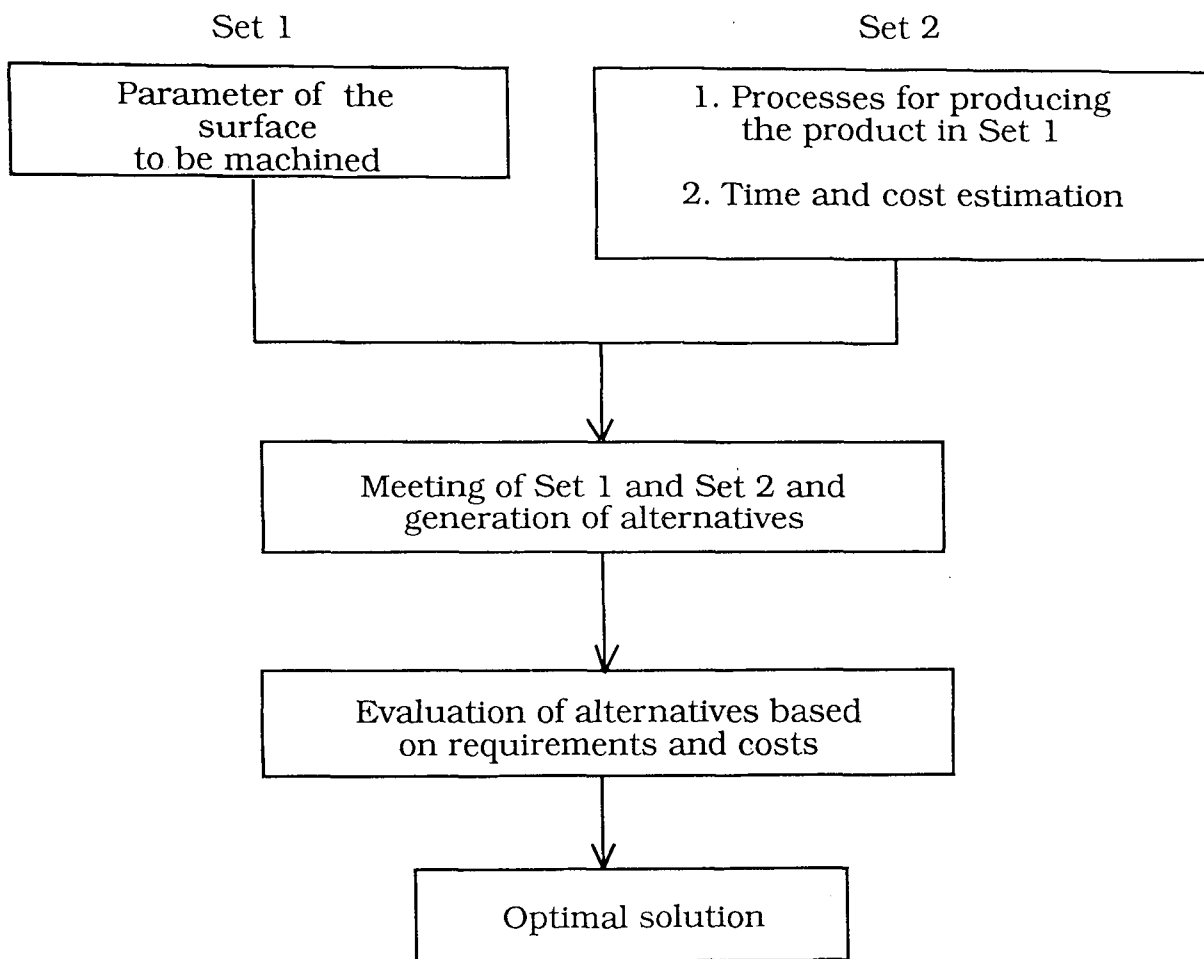 Set 1
Parameter of the
surface
to be machined
Set 2
1. Processes for producing
the product in Set 1
2. Time and cost estimation
Meeting of Set 1 and Set 2 and
generation of alternatives
Evaluation of alternatives based
on requirements and costs
Optimal solution